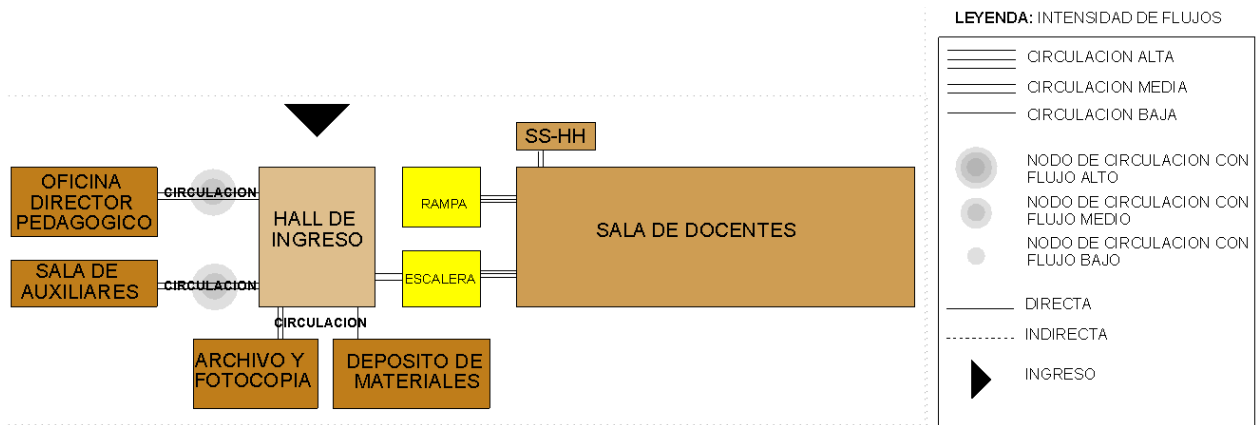 LEYENDA: INTENSIDAD DE FLUJOS
CIRCULACION ALTA
CIRCULACION MEDIA
CIRCULACION BAJA
NODO DE CIRCULACION CON
FLUJO ALTO
NODO DE CIRCULACION CON
FLUJO MEDIO
NODO DE CIRCULACION CON
FLUJO BAJO
DIRECTA
INDIRECTA
INGRESO
SS-HH
OFICINA
DIRECTOR
PEDAGOGICO
CIRCULACION
HALL DE
INGRESO
RAMPA
SALA DE DOCENTES
SALA DE
AUXILIARES
CIRCULACION
ESCALERA
CIRCULACION
ARCHIVO Y
FOTOCOPIA
DEPOSITO DE
MATERIALES